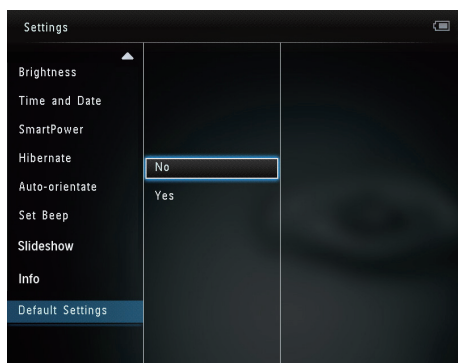 Settings
Brightness
Time and Date
SmartPower
Hibernate
Auto-orientate
Set Beep
Slideshow
Info
Default Settings
No
Yes